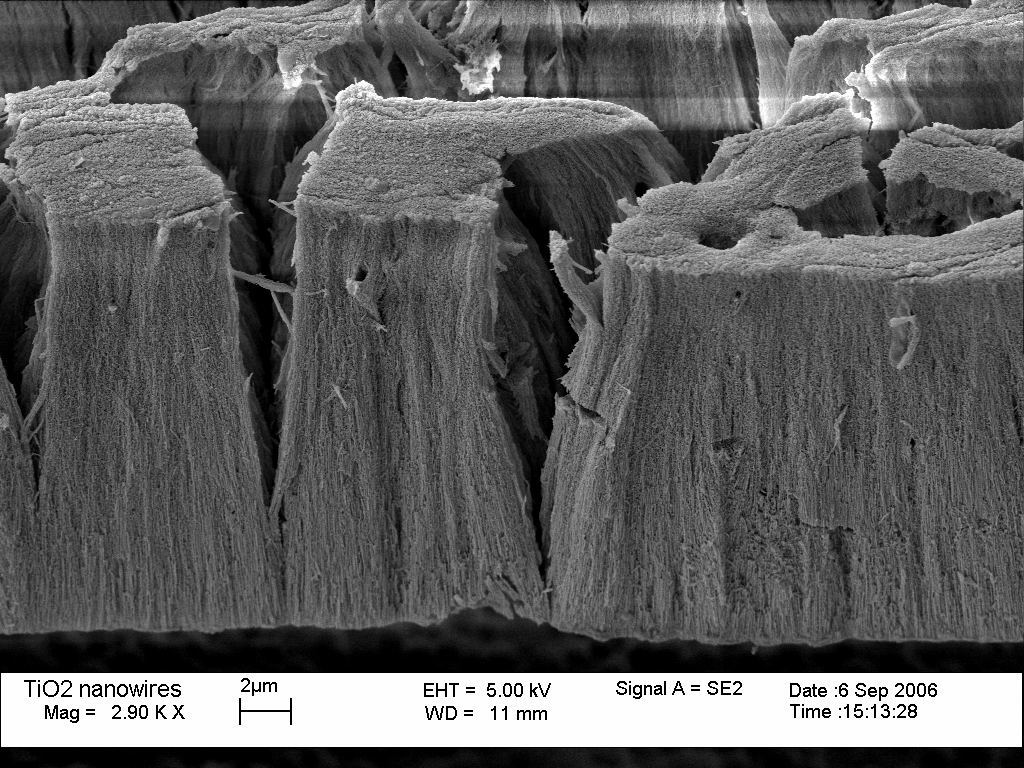 TiO2 nanowires
Mag = 2.90 K X
2µm
EHT = 5.00 kV
WD = 11 mm
Signal A = SE2
Date :6 Sep 2006
Time :15:13:28